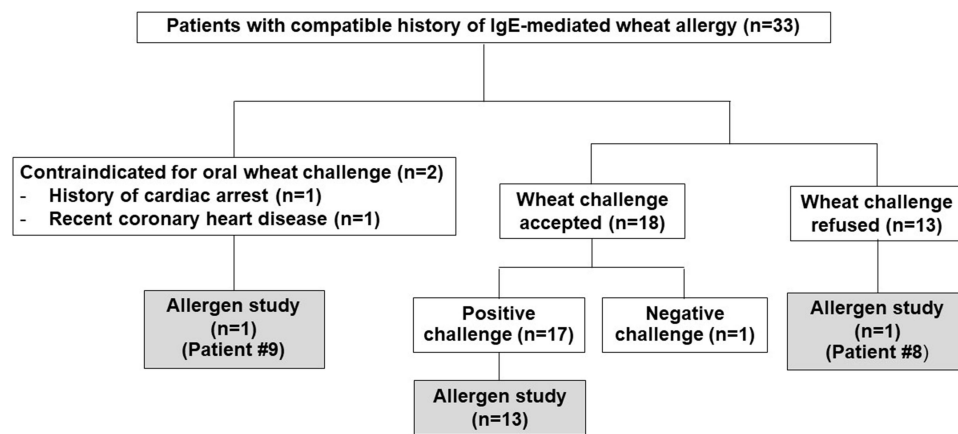 Patients with compatible history of IgE-mediated wheat allergy (n=33)
Contraindicated for oral wheat challenge (n=2)
- History of cardiac arrest (n=1)
- Recent coronary heart disease (n=1)
Wheat challenge
accepted (n=18)
Wheat challenge
refused (n=13)
Allergen study
(n=1)
(Patient #9)
Positive
challenge (n=17)
Negative
challenge (n=1)
Allergen study
(n=1)
(Patient #8)
Allergen study
(n=13)